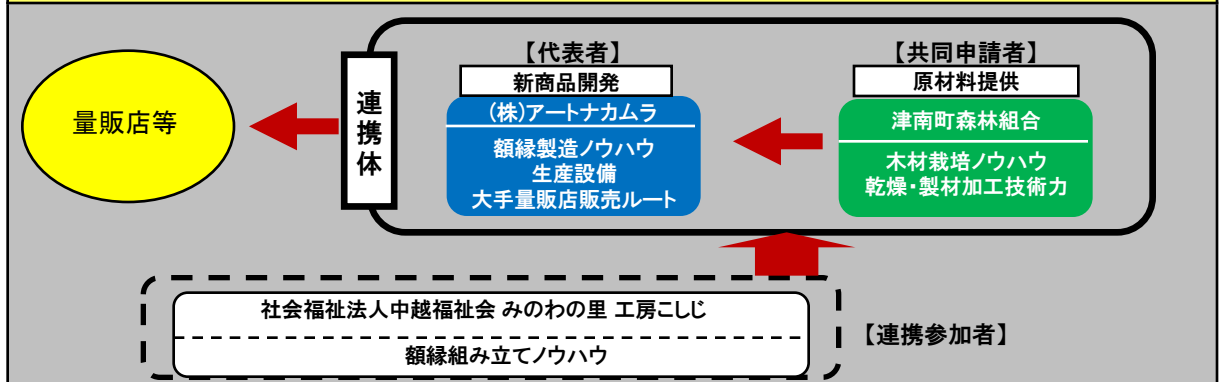 【代表者】
新商品開発
(株)アートナカムラ
額縁製造ノウハウ
生産設備
大手量販店販売ルート
【共同申請者】
原材料提供
津南町森林組合
木材栽培ノウハウ
乾燥・製材加工技術力
連携体
量販店等
社会福祉法人中越福祉会 みのわの里 工房こしじ
額縁組み立てノウハウ
【連携参加者】